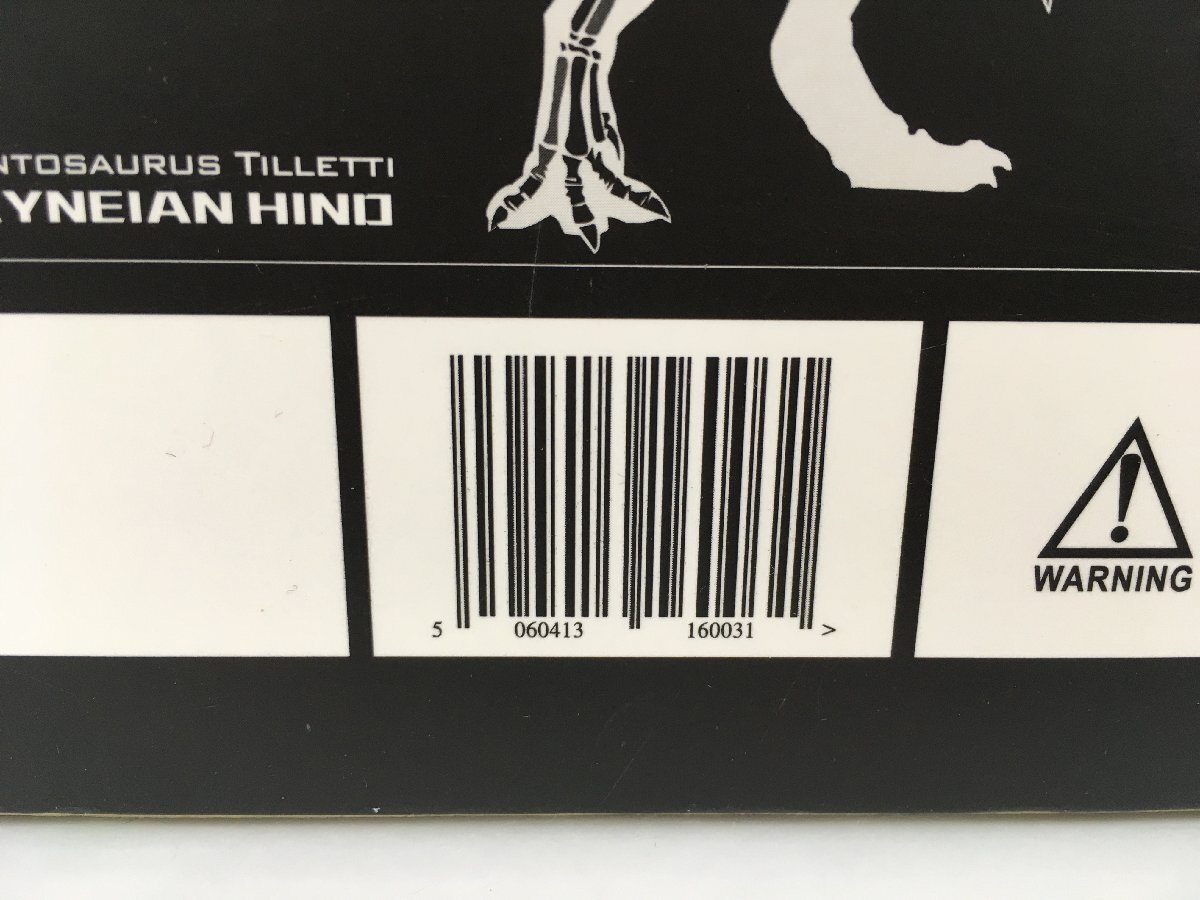 NTOSAURUS TILLETTI
YNEIAN HIND
5 060413 160031 >
WARNING